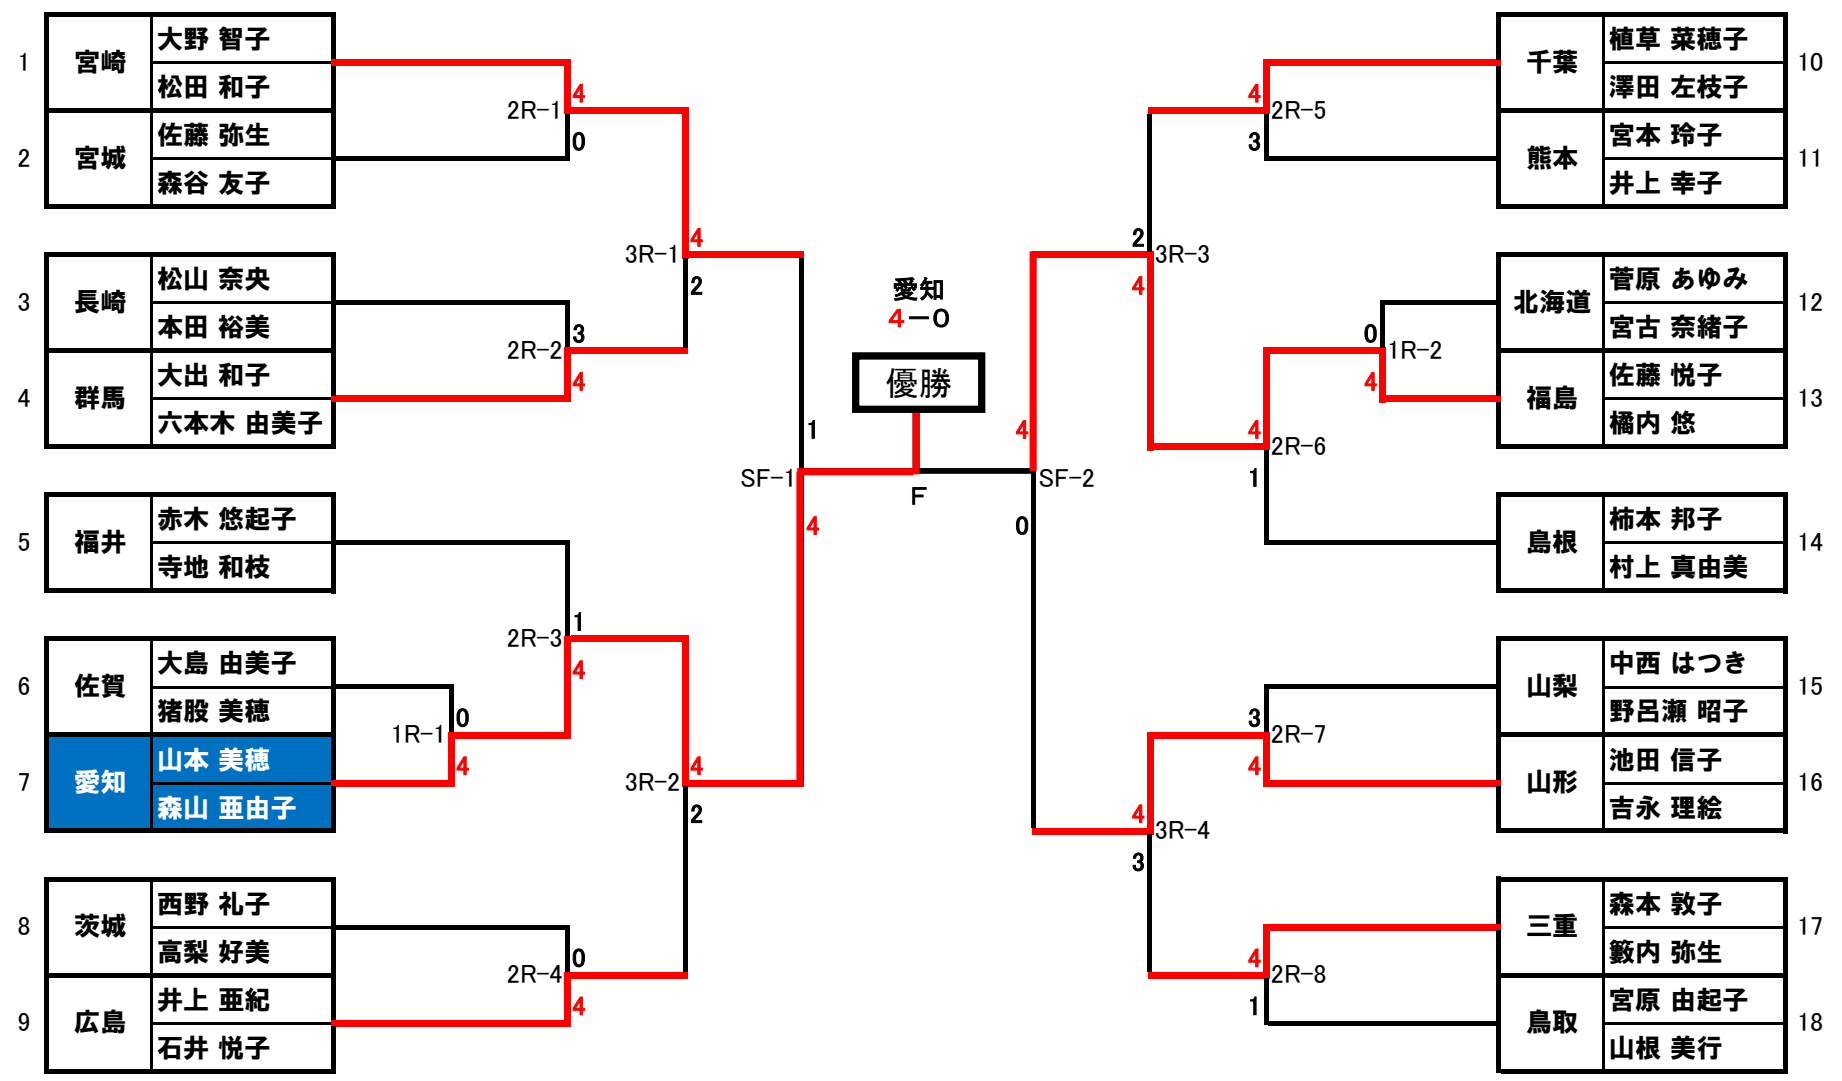 1 宮崎 大野 智子
松田 和子
2 宮城 佐藤 弥生
森谷 友子
2R-1
4
0
3 長崎 松山 奈央
本田 裕美
4 群馬 大出 和子
六本木 由美子
2R-2
3
4
3R-1
4
2
5 福井 赤木 悠起子
寺地 和枝
6 佐賀 大島 由美子
猪股 美穂
7 愛知 山本 美穂
森山 亜由子
1R-1
0
4
2R-3
1
4
8 茨城 西野 礼子
高梨 好美
9 広島 井上 亜紀
石井 悦子
2R-4
0
4
3R-2
4
2
SF-1
1
4
愛知
4-0
優勝
F
SF-2
4
0
10 千葉 植草 菜穂子
澤田 左枝子
11 熊本 宮本 玲子
井上 幸子
2R-5
4
3
12 北海道 菅原 あゆみ
宮古 奈緒子
13 福島 佐藤 悦子
橘内 悠
1R-2
0
4
14 島根 柿本 邦子
村上 真由美
2R-6
4
1
3R-3
2
4
15 山梨 中西 はつき
野呂瀬 昭子
16 山形 池田 信子
吉永 理絵
2R-7
3
4
17 三重 森本 敦子
籔内 弥生
18 鳥取 宮原 由起子
山根 美行
2R-8
4
1
3R-4
4
3